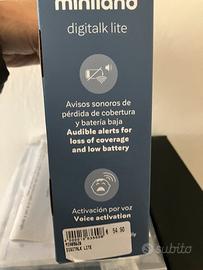 miniland
digitalk lite
Avisos sonoros de
pérdida de cobertura
y batería baja
Audible alerts for
loss of coverage
and low battery
Activación por voz
Voice activation
€ 54.90
DIGITALK LITE
subito